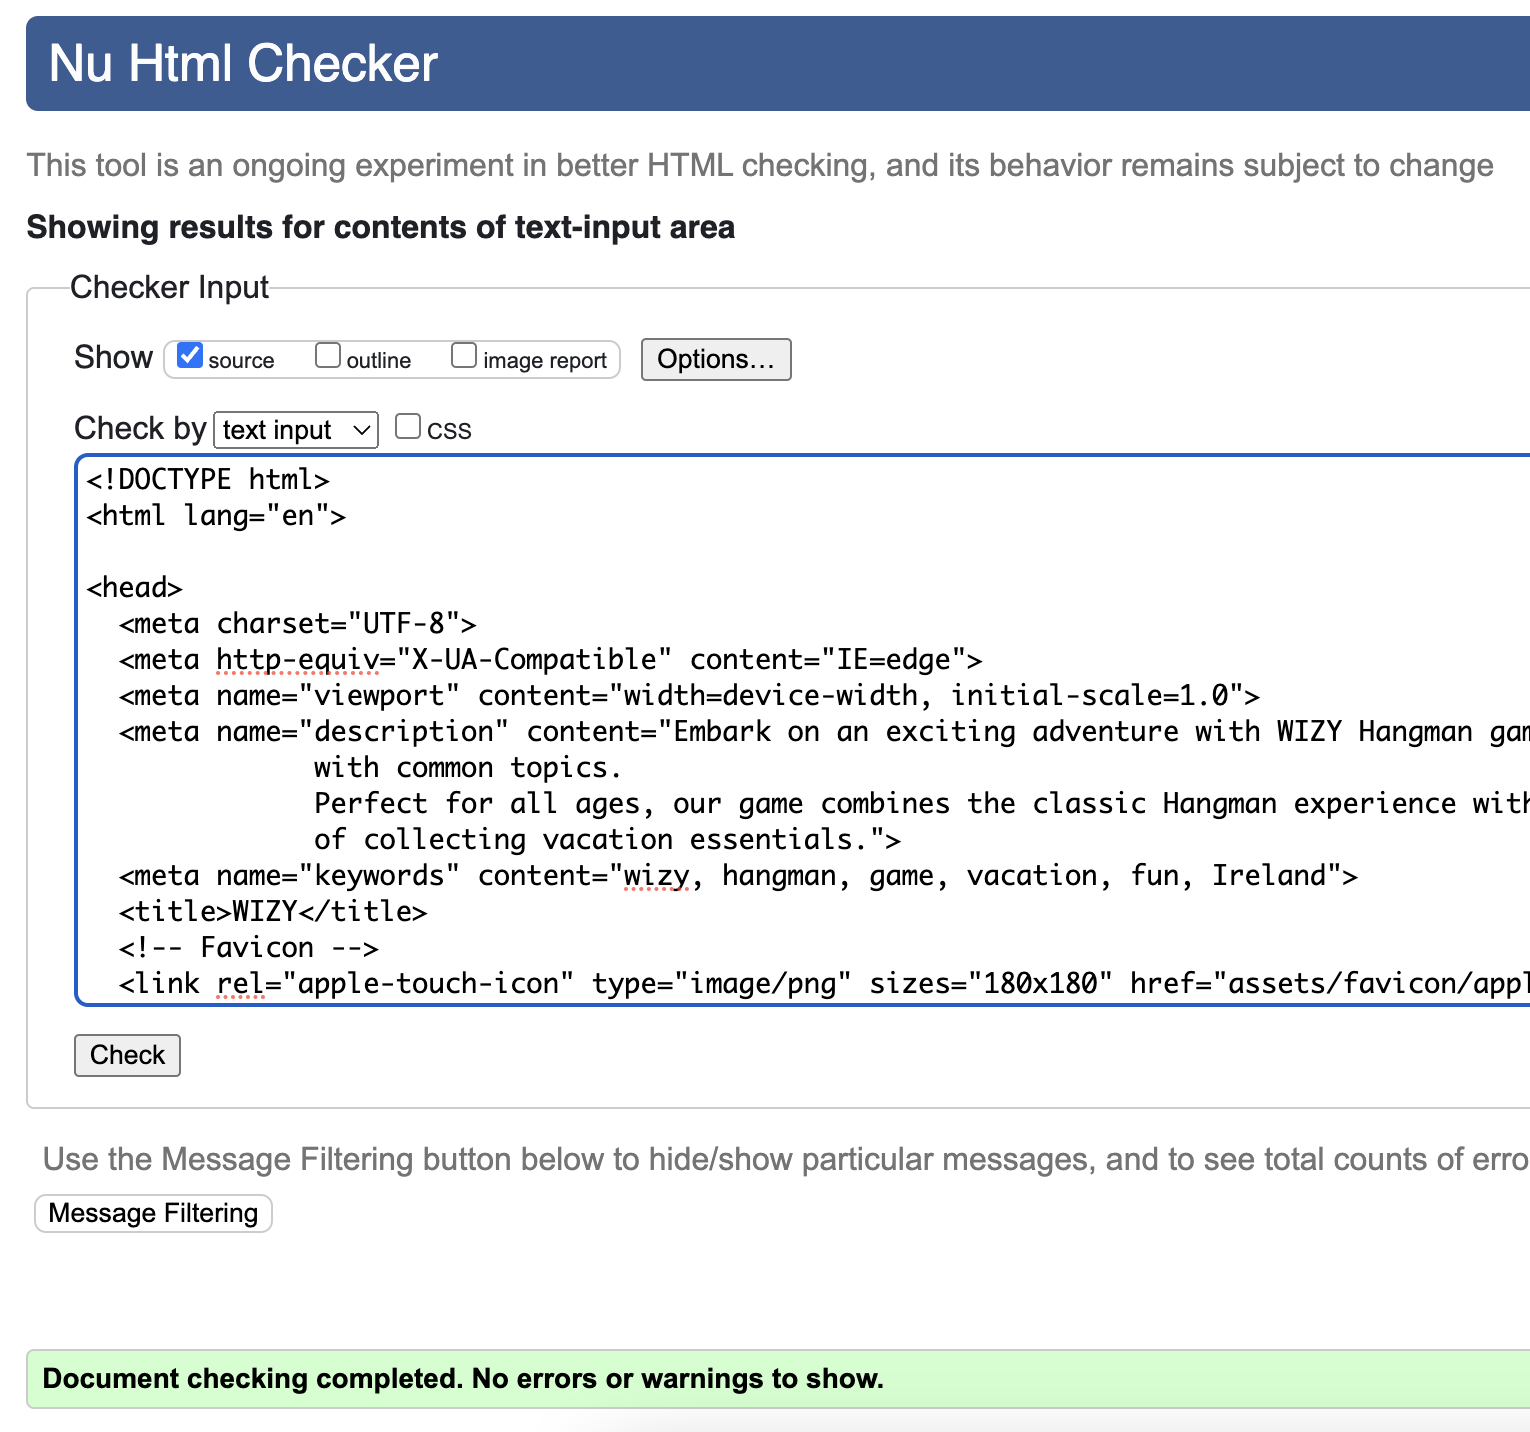 Nu Html Checker
This tool is an ongoing experiment in better HTML checking, and its behavior remains subject to change
Showing results for contents of text-input area
Checker Input
Show source outline image report Options...
Check by text input CSS
<!DOCTYPE html>
<html lang="en">
<head>
<meta charset="UTF-8">
<meta http-equiv="X-UA-Compatible" content="IE=edge">
<meta name="viewport" content="width=device-width, initial-scale=1.0">
<meta name="description" content="Embark on an exciting adventure with WIZY Hangman
with common topics.
Perfect for all ages, our game combines the classic Hangman experience with
of collecting vacation essentials.">
<meta name="keywords" content="wizy, hangman, game, vacation, fun, Ireland">
<title>WIZY</title>
<!-- Favicon -->
<link rel="apple-touch-icon" type="image/png" sizes="180x180" href="assets/favicon/appl
Check
Use the Message Filtering button below to hide/show particular messages, and to see total counts of erro
Message Filtering
Document checking completed. No errors or warnings to show.